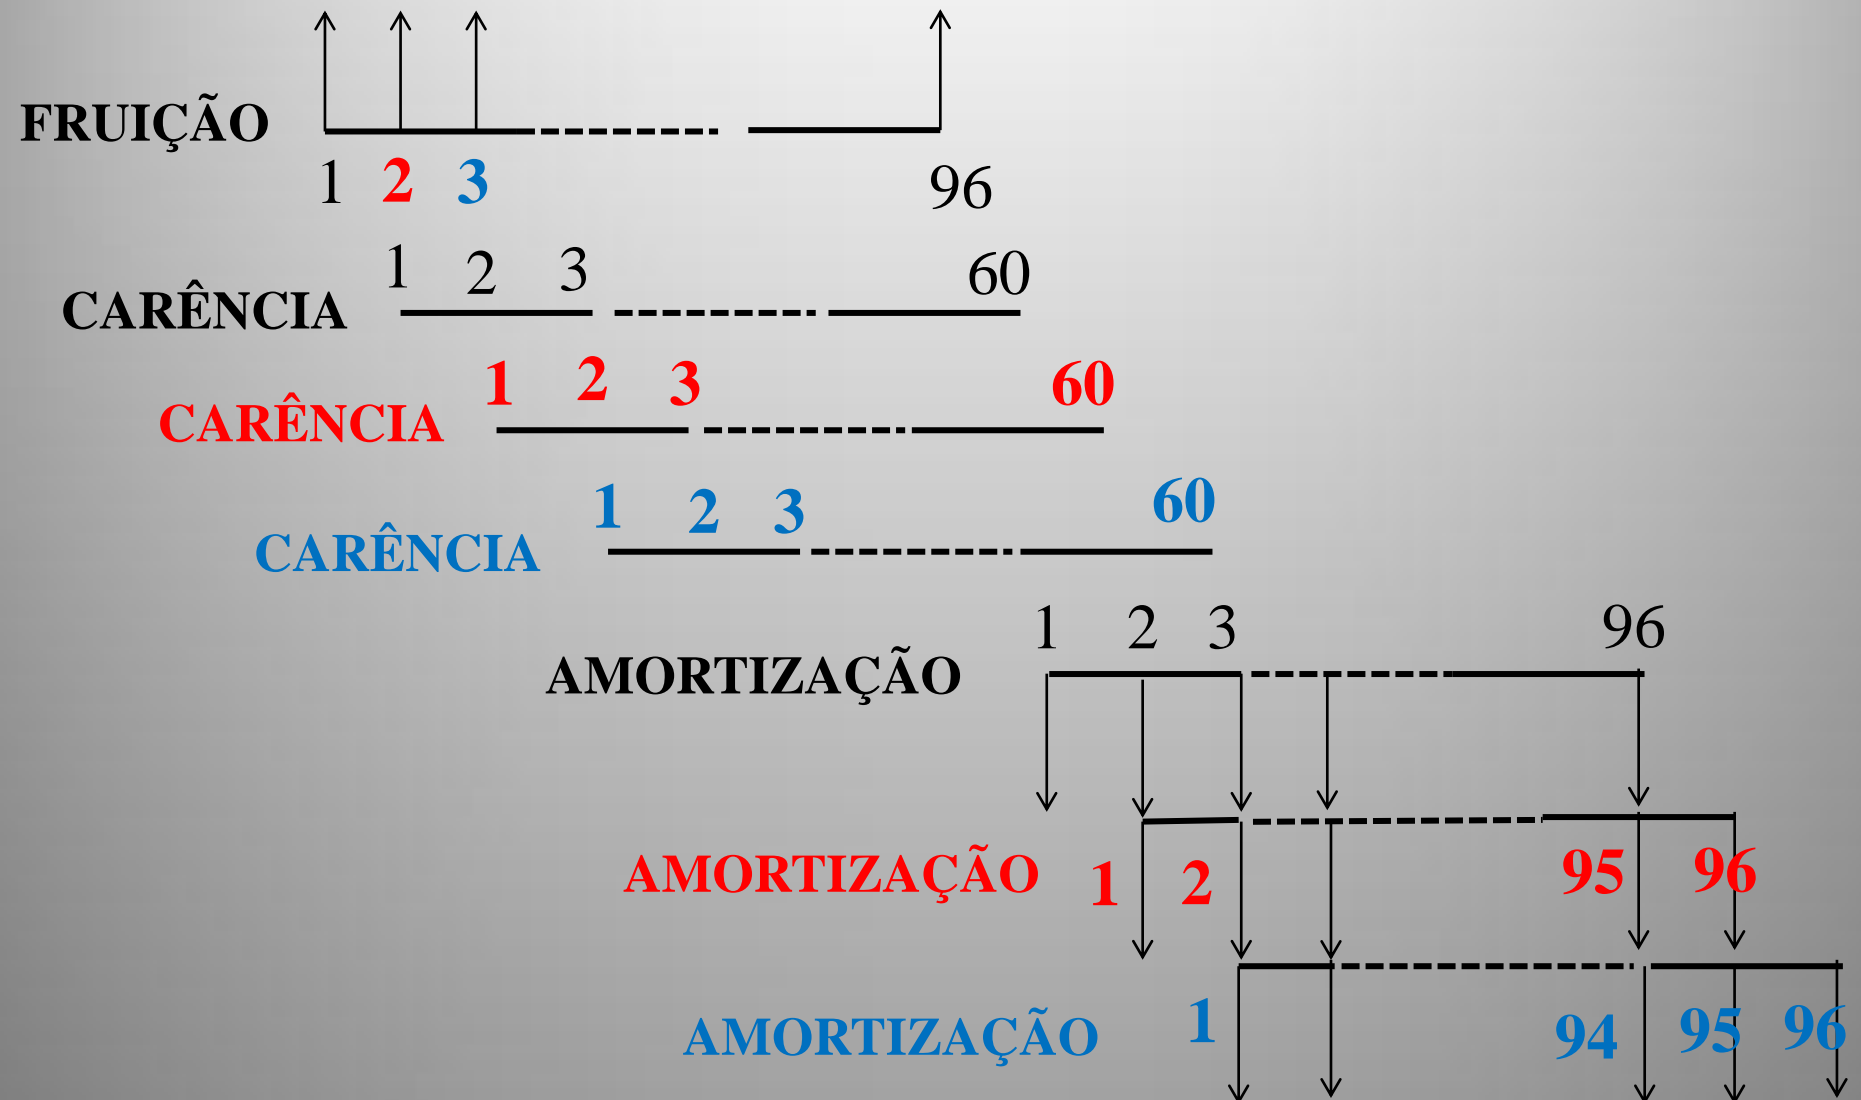 FRUIÇÃO
1 2 3 96
1 2 3 60
CARÊNCIA
1 2 3 60
CARÊNCIA
1 2 3 60
CARÊNCIA
1 2 3 96
AMORTIZAÇÃO
AMORTIZAÇÃO 1 2 95 96
AMORTIZAÇÃO 1 94 95 96